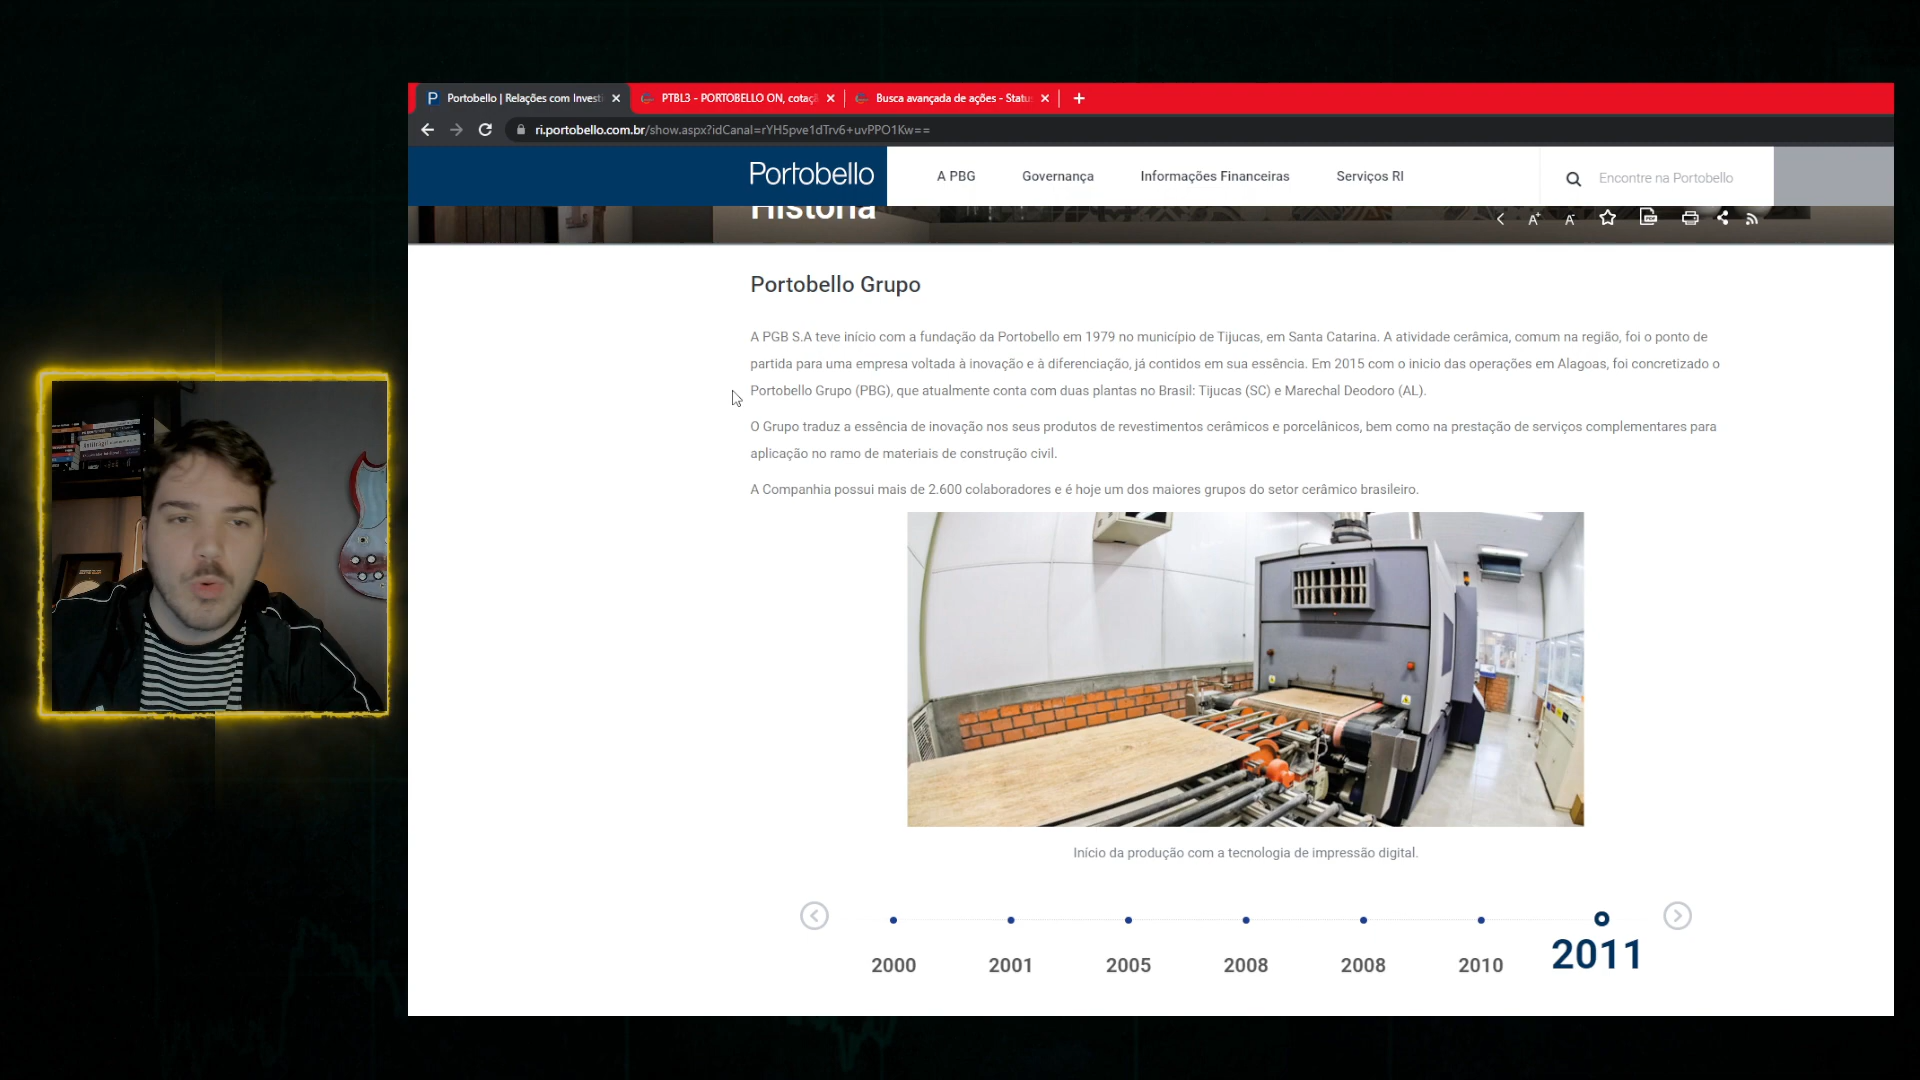 Portobello | Relações com Investi
PTBL3 - PORTOBELLO ON, cotaçã
Busca avançada de ações - Statu
ri.portobello.com.br/show.aspx?idCanal=rYH5pve1dTrv6+uvPPO1Kw==
Portobello
A PBG
Governança
Informações Financeiras
Serviços RI
Encontre na Portobello
História
A+
A-
Portobello Grupo
A PGB S.A teve início com a fundação da Portobello em 1979 no município de Tijucas, em Santa Catarina. A atividade cerâmica, comum na região, foi o ponto de
partida para uma empresa voltada à inovação e à diferenciação, já contidos em sua essência. Em 2015 com o inicio das operações em Alagoas, foi concretizado o
Portobello Grupo (PBG), que atualmente conta com duas plantas no Brasil: Tijucas (SC) e Marechal Deodoro (AL).
O Grupo traduz a essência de inovação nos seus produtos de revestimentos cerâmicos e porcelânicos, bem como na prestação de serviços complementares para
aplicação no ramo de materiais de construção civil.
A Companhia possui mais de 2.600 colaboradores e é hoje um dos maiores grupos do setor cerâmico brasileiro.
Início da produção com a tecnologia de impressão digital.
2000
2001
2005
2008
2008
2010
2011